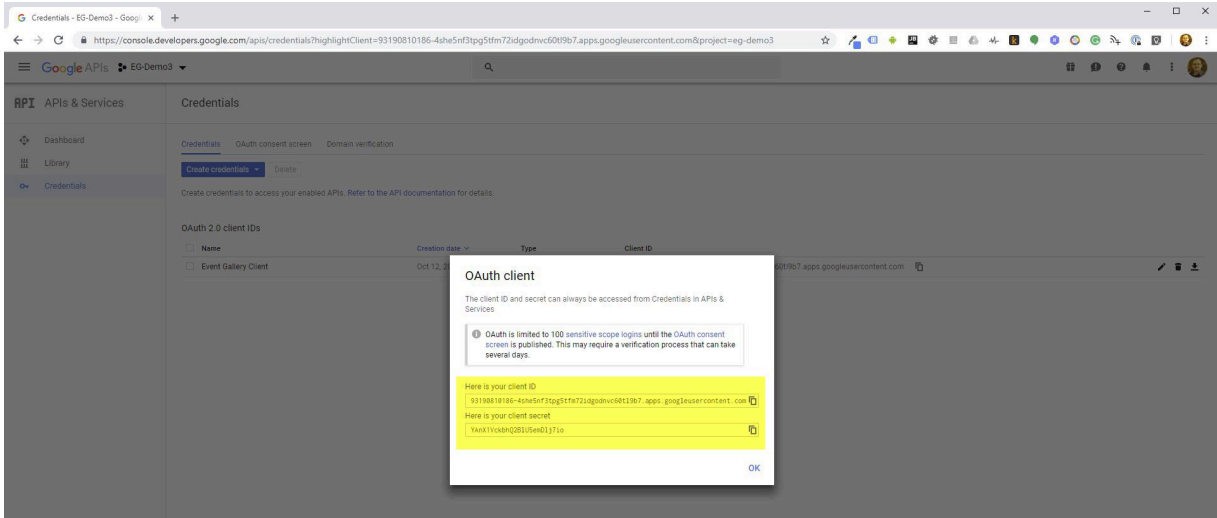 Credentials - EG-Demo3 - Googl
https://console.developers.google.com/apis/credentials?highlightClient=93190810186-4she5nf3tpg5tfm72idgodnvc60tl9b7.apps.googleusercontent.com&project=eg-demo3
Google APIs EG-Demo3
API APIs & Services
Credentials
Dashboard
Library
Credentials
Credentials OAuth consent screen Domain verification
Create credentials Delete
Create credentials to access your enabled APIs. Refer to the API documentation for details.
OAuth 2.0 client IDs
Name Creation date Type Client ID
Event Gallery Client Oct 12, 60tl9b7.apps.googleusercontent.com
OAuth client
The client ID and secret can always be accessed from Credentials in APIs &
Services
OAuth is limited to 100 sensitive scope logins until the OAuth consent
screen is published. This may require a verification process that can take
several days.
Here is your client ID
93190810186-4she5nf3tpg5tfm72idgodnvc60tl9b7.apps.googleusercontent.com
Here is your client secret
OK